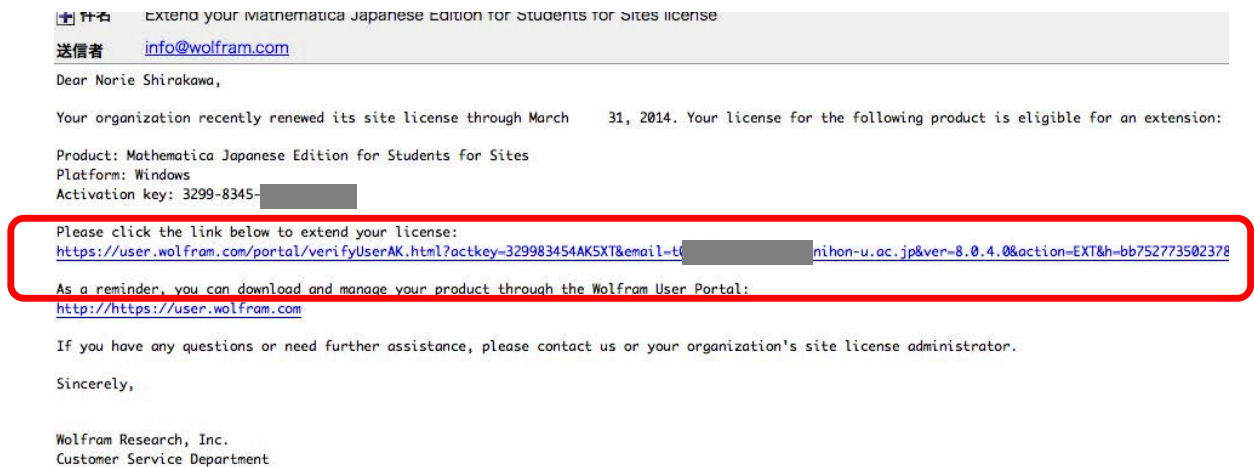 件名 Extend your Mathematica Japanese Edition for Students for Sites license
送信者 info@wolfram.com
Dear Norie Shirakawa,
Your organization recently renewed its site license through March 31, 2014. Your license for the following product is eligible for an extension:
Product: Mathematica Japanese Edition for Students for Sites
Platform: Windows
Activation key: 3299-8345-
Please click the link below to extend your license:
https://user.wolfram.com/portal/verifyUserAK.html?actkey=329983454AK5XT&email=t nihon-u.ac.jp&ver=8.0.4.0&action=EXT&h=bb752773502378
As a reminder, you can download and manage your product through the Wolfram User Portal:
http://https://user.wolfram.com
If you have any questions or need further assistance, please contact us or your organization's site license administrator.
Sincerely,
Wolfram Research, Inc.
Customer Service Department